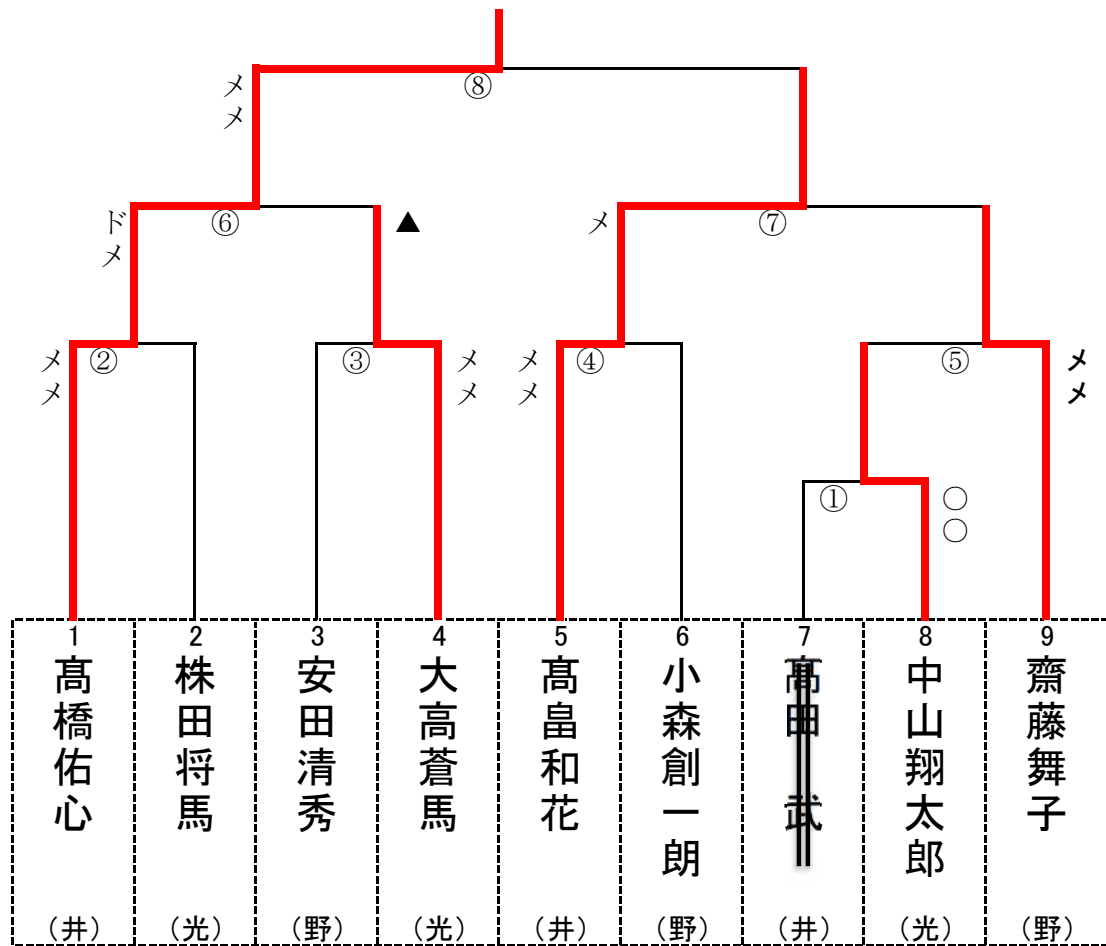 ⑧
メ
メ
⑥
ド
メ
▲
⑦
メ
②
メ
メ
③
メ
メ
④
メ
メ
⑤
メ
メ
①
○
○
1
髙橋佑心
（井）
2
株田将馬
（光）
3
安田清秀
（野）
4
大高蒼馬
（光）
5
髙畠和花
（井）
6
小森創一朗
（野）
7
髙田　武
（井）
8
中山翔太郎
（光）
9
齋藤舞子
（野）